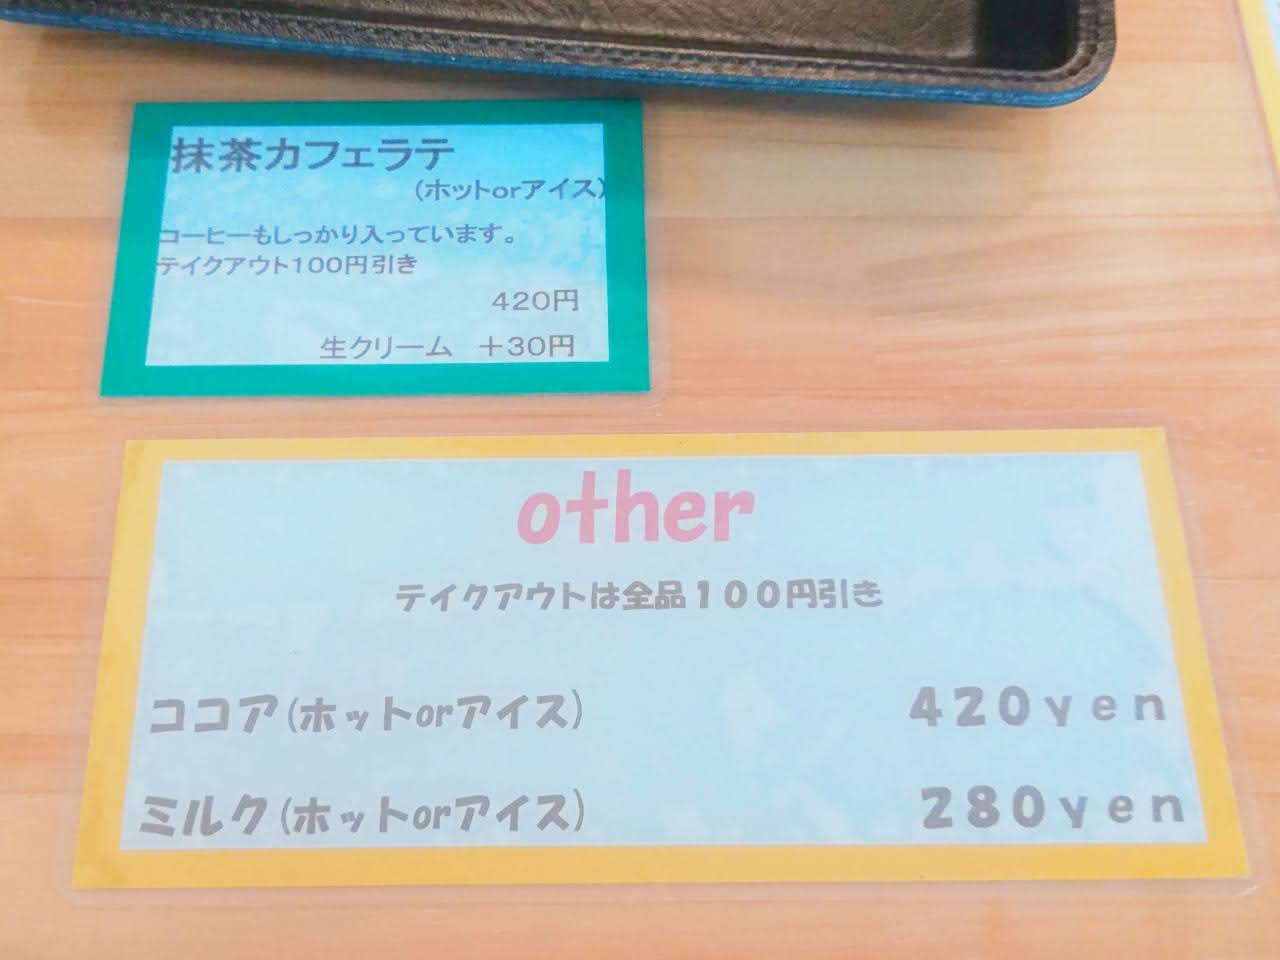 抹茶カフェラテ
(ホットorアイス)
コーヒーもしっかり入っています。
テイクアウト100円引き
420円
生クリーム　＋30円
other
テイクアウトは全品１００円引き
ココア(ホットorアイス)　４２０ｙｅｎ
ミルク(ホットorアイス)　２８０ｙｅｎ